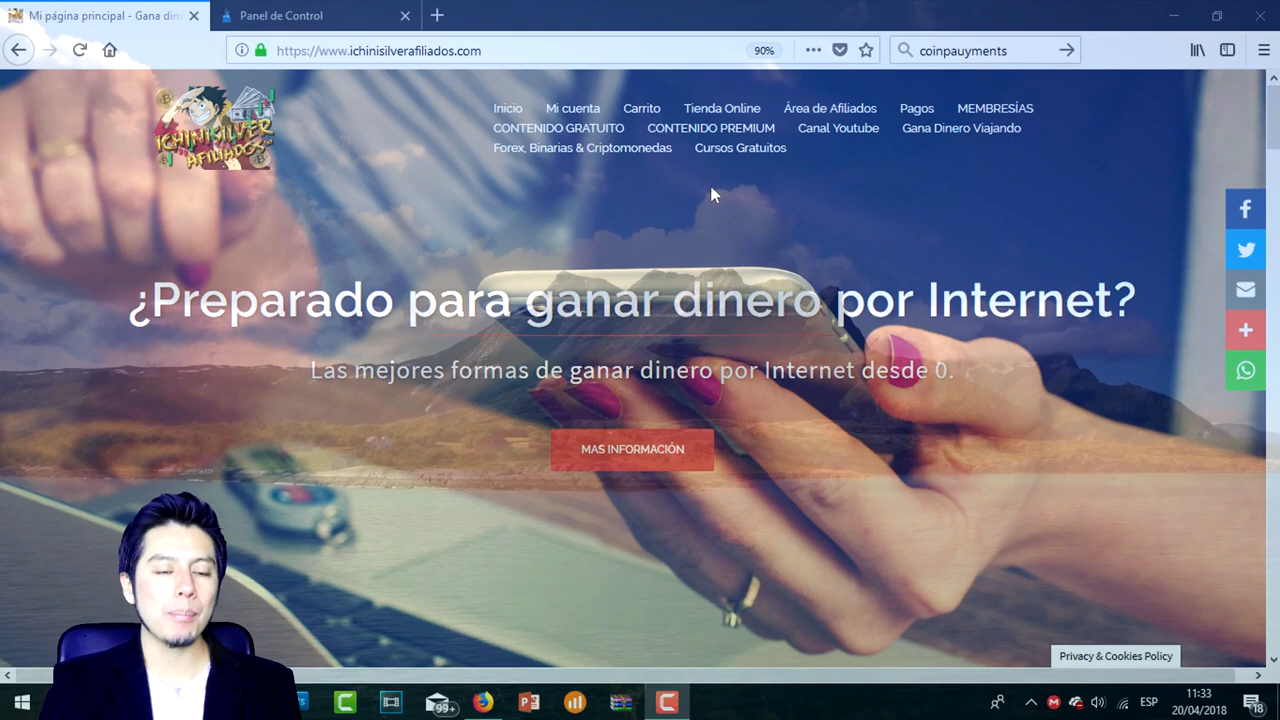 Mi página principal - Gana din
Panel de Control
https://www.ichinisilverafiliados.com
90%
coinpauyments
ICHINISILVER
AFILIADOS
Inicio Mi cuenta Carrito Tienda Online Área de Afiliados Pagos MEMBRESÍAS
CONTENIDO GRATUITO CONTENIDO PREMIUM Canal Youtube Gana Dinero Viajando
Forex, Binarias & Criptomonedas Cursos Gratuitos
¿Preparado para ganar dinero por Internet?
Las mejores formas de ganar dinero por Internet desde 0.
MAS INFORMACIÓN
Privacy & Cookies Policy
99+
ESP
11:33
20/04/2018
18